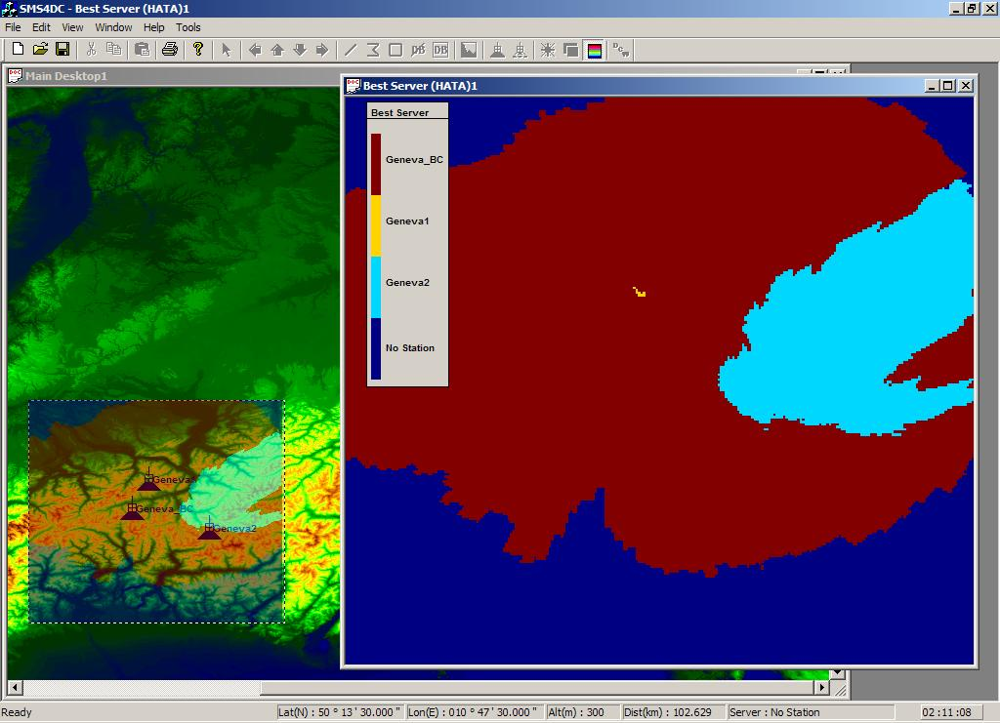 SMS4DC - Best Server (HATA)1
File Edit View Window Help Tools
Main Desktop1
Best Server (HATA)1
Best Server
Geneva_BC
Geneva1
Geneva2
No Station
Geneva1
Geneva_BC
Geneva2
Ready
Lat(N) : 50 ° 13 ' 30.000 "
Lon(E) : 010 ° 47 ' 30.000 "
Alt(m) : 300
Dist(km) : 102.629
Server : No Station
02:11:08